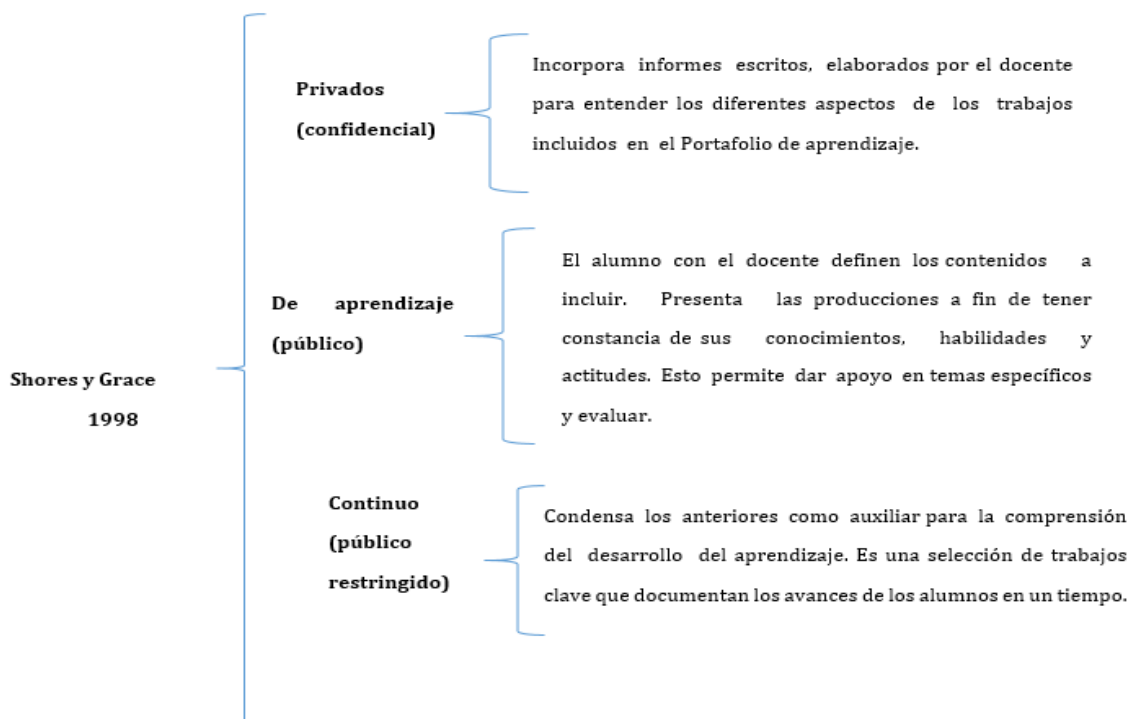 Privados
(confidencial)
Incorpora informes escritos, elaborados por el docente
para entender los diferentes aspectos de los trabajos
incluidos en el Portafolio de aprendizaje.
De aprendizaje
(público)
El alumno con el docente definen los contenidos a
incluir. Presenta las producciones a fin de tener
constancia de sus conocimientos, habilidades y
actitudes. Esto permite dar apoyo en temas específicos
y evaluar.
Shores y Grace
1998
Continuo
(público
restringido)
Condensa los anteriores como auxiliar para la comprensión
del desarrollo del aprendizaje. Es una selección de trabajos
clave que documentan los avances de los alumnos en un tiempo.